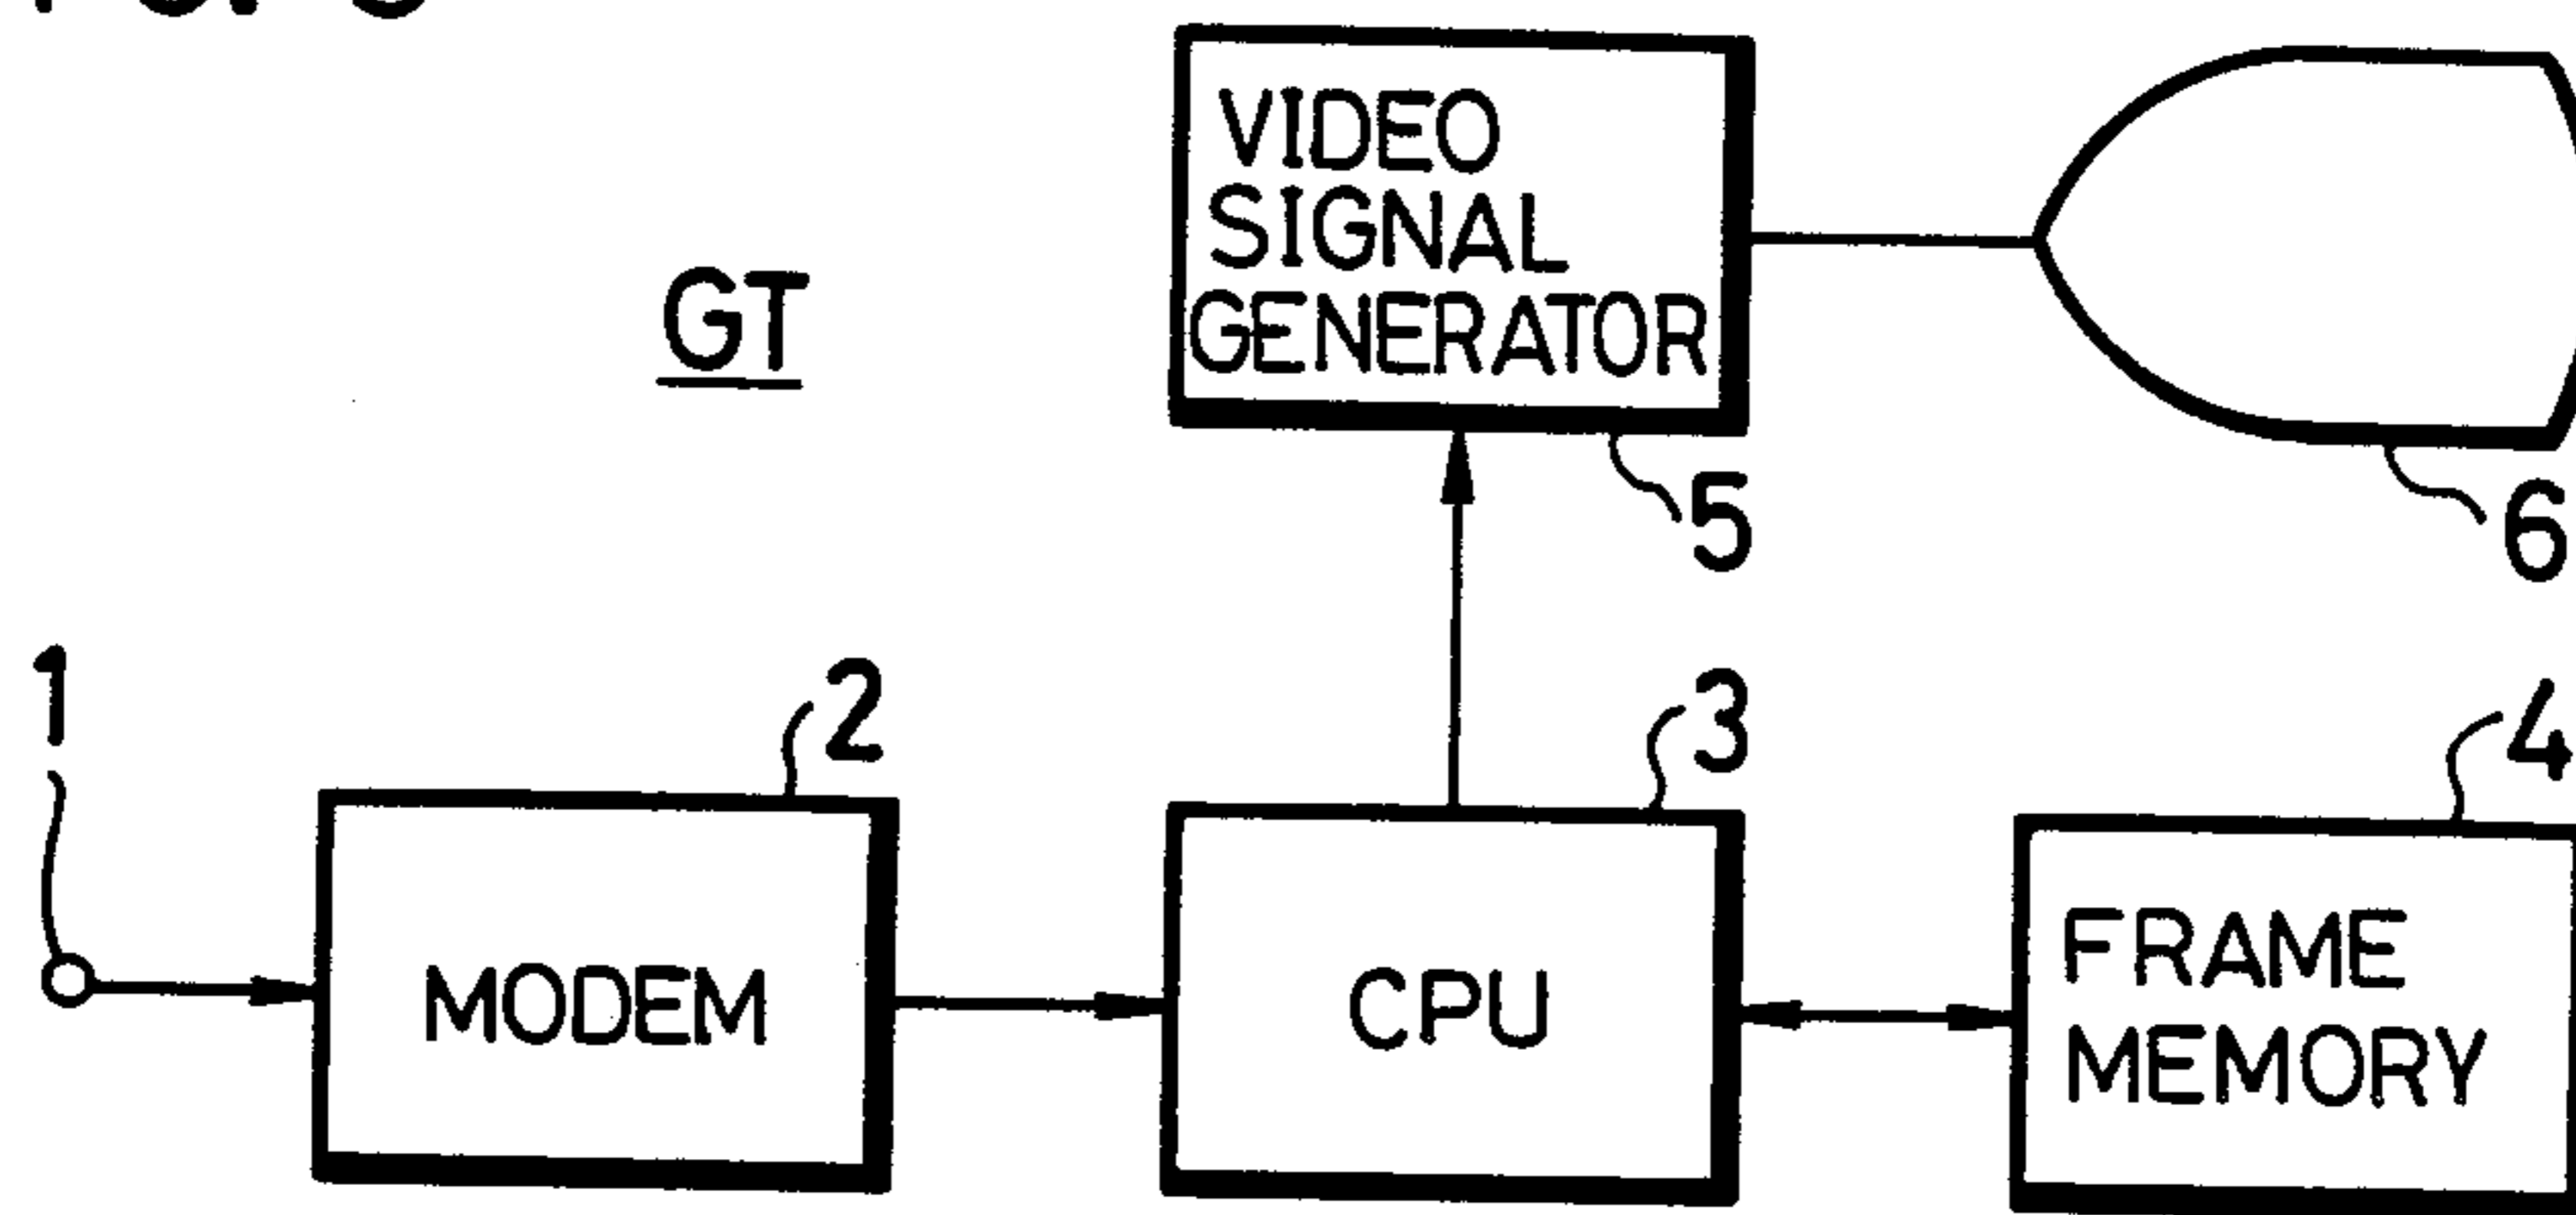 VIDEO
SIGNAL
GENERATOR
GT
5
6
1
2
3
4
MODEM
CPU
FRAME
MEMORY